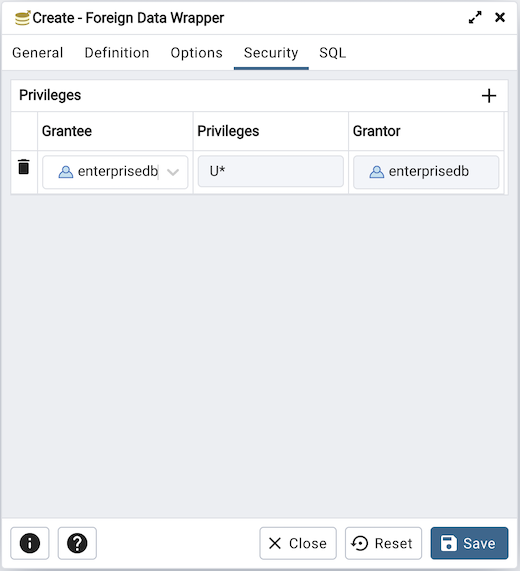 Create - Foreign Data Wrapper
General Definition Options Security SQL
Privileges
Grantee Privileges Grantor
enterprisedb U* enterprisedb
Close Reset Save